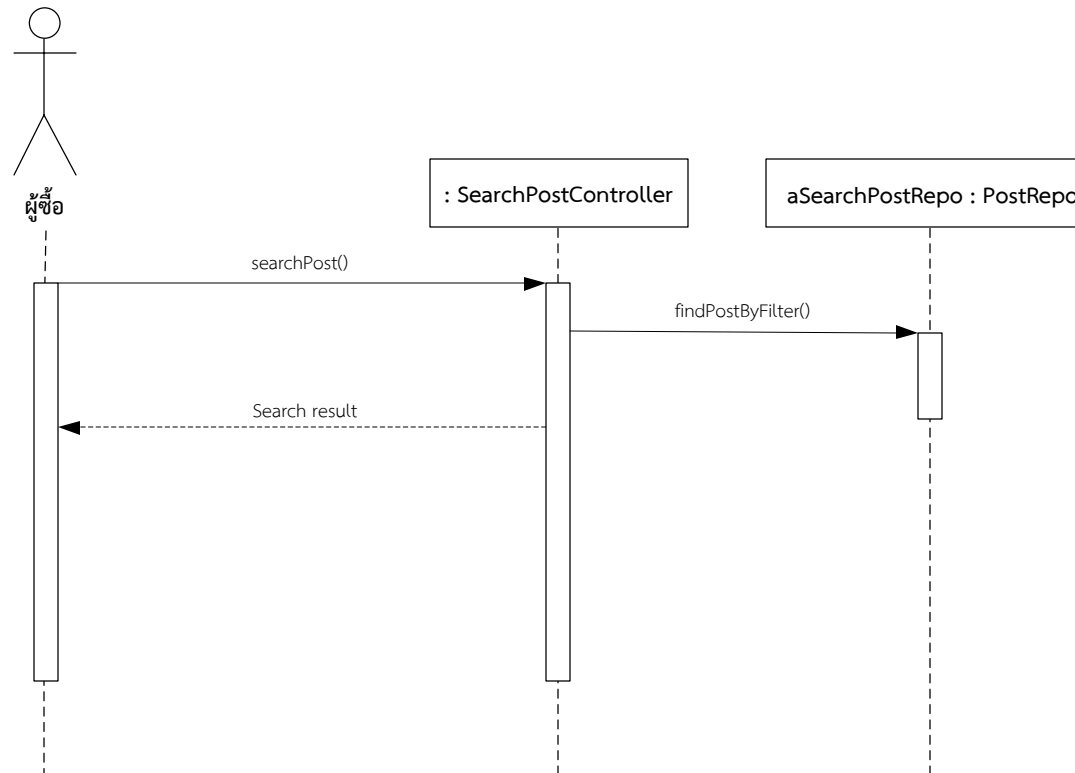 ผู้ซื้อ
: SearchPostController
aSearchPostRepo : PostRepo
searchPost()
findPostByFilter()
Search result